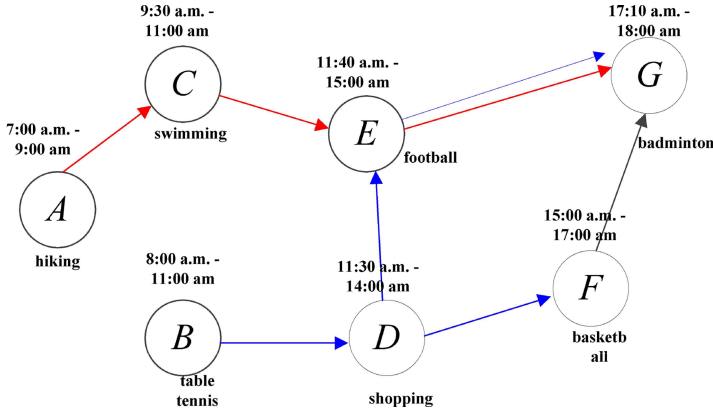 9:30 a.m. -
11:00 am
C
swimming
17:10 a.m. -
18:00 am
G
badminton
11:40 a.m. -
15:00 am
E
football
7:00 a.m. -
9:00 am
A
hiking
15:00 a.m. -
17:00 am
F
basketb
all
8:00 a.m. -
11:00 am
B
table
tennis
11:30 a.m. -
14:00 am
D
shopping